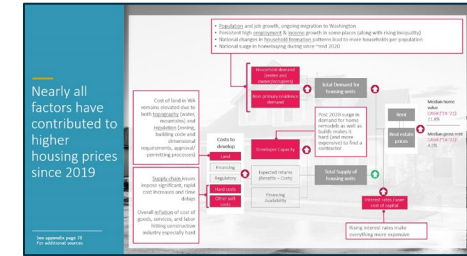 Nearly all
factors have
contributed to
higher
housing prices
since 2019
See appendix page 70
For additional sources
• Population and job growth, ongoing migration to Washington
• Persistent high employment & income growth in some places (along with rising inequality)
• National changes in household formation patterns lead to more households per population
• National surge in homebuying during since ~mid 2020
Cost of land in WA
remains elevated due to
both topography (water,
mountains) and
regulation (zoning,
building code and
dimensional
requirements, approval/
permitting processes)
Supply chain issues
impose significant, rapid
cost increases and time
delays
Overall inflation of cost of
goods, services, and labor
hitting construction
industry especially hard
Costs to
develop
Land
Financing
Regulatory
Hard costs
Other soft
costs
Household demand
(renter and
owner/occupiers)
Non-primary residence
demand
Developer Capacity
Expected returns
(Benefits – Costs)
Financing
Availability
Total Demand for
housing units
Post 2020 surge in
demand for home
remodels as well as
builds makes it
hard (and more
expensive) to find a
contractor
Total Supply of
housing units
Rent
Real estate
prices
Median home
value
Median gross rent
Interest rates / own
cost of capital
Rising interest rates make
everything more expensive